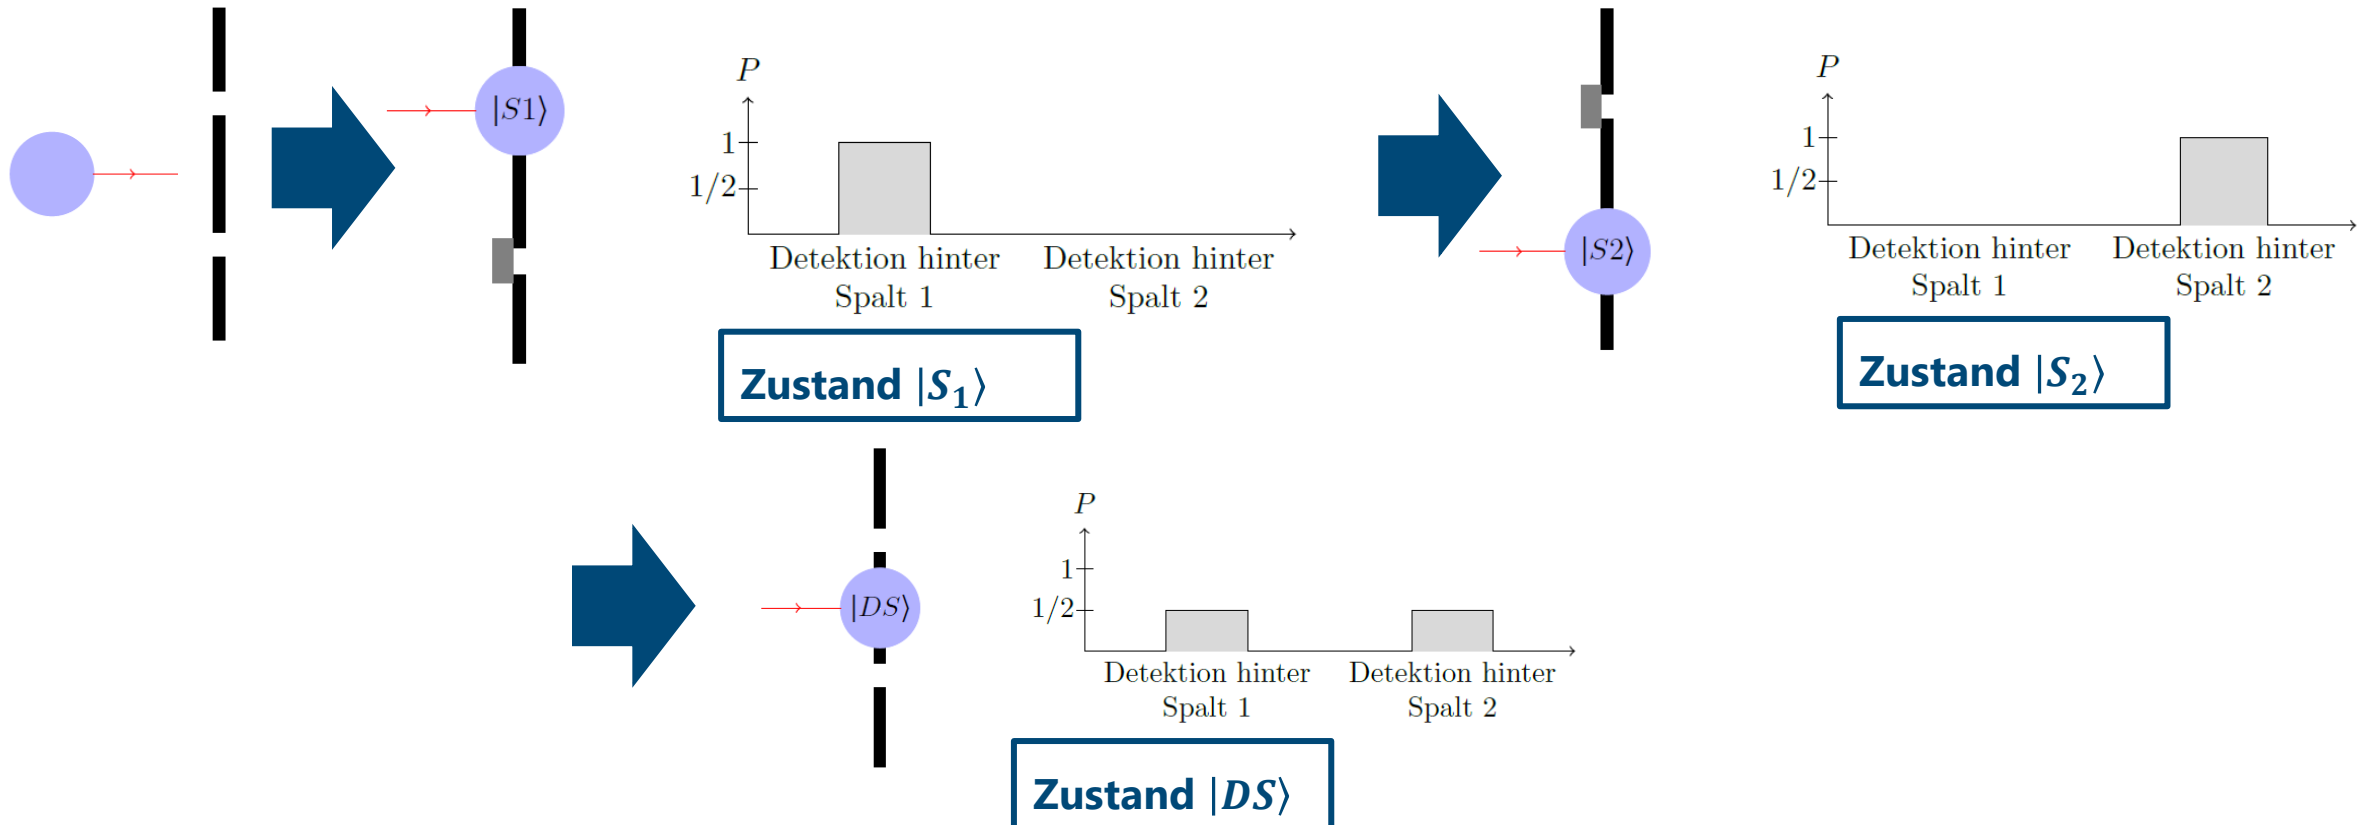 |S1⟩
P
1
1/2
Detektion hinter Detektion hinter
Spalt 1 Spalt 2
Zustand |S₁⟩
|S2⟩
P
1
1/2
Detektion hinter Detektion hinter
Spalt 1 Spalt 2
Zustand |S₂⟩
|DS⟩
P
1
1/2
Detektion hinter Detektion hinter
Spalt 1 Spalt 2
Zustand |DS⟩